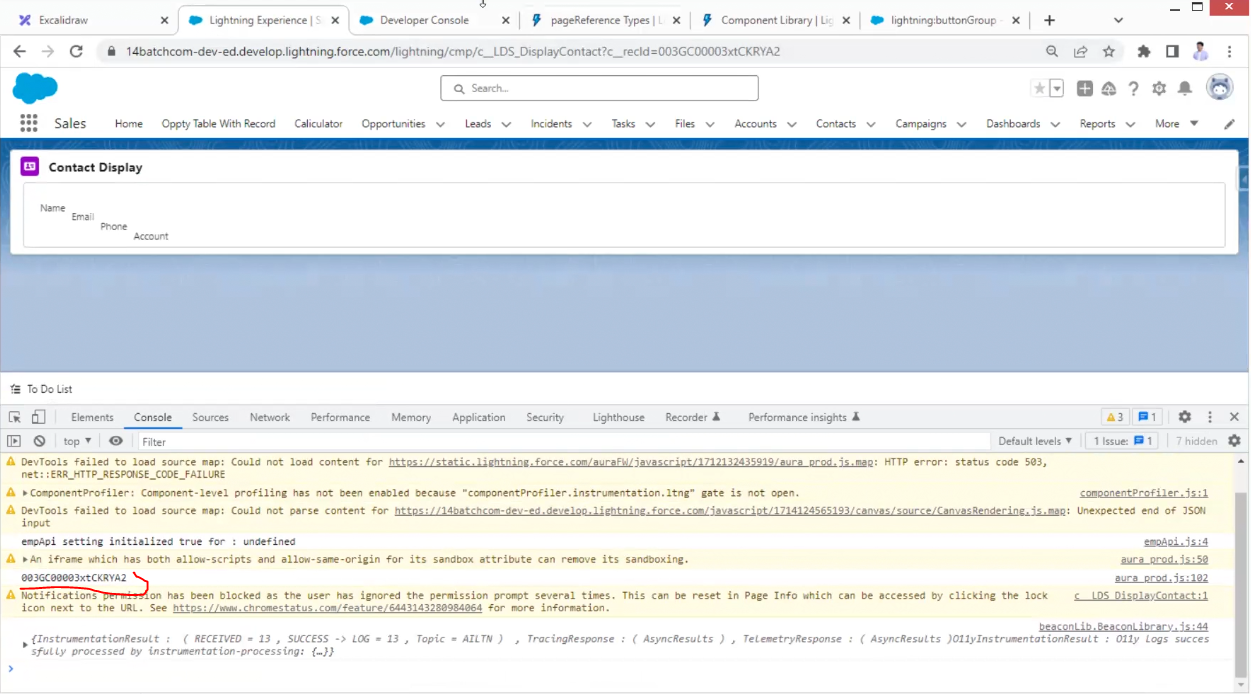 Excalidraw
Lightning Experience | S
Developer Console
pageReference Types | L
Component Library | Lig
lightning:buttonGroup -
14batchcom-dev-ed.develop.lightning.force.com/lightning/cmp/c__LDS_DisplayContact?c__recId=003GC00003xtCKRYA2
Search...
Sales Home Oppty Table With Record Calculator Opportunities Leads Incidents Tasks Files Accounts Contacts Campaigns Dashboards Reports More
Contact Display
Name
Email
Phone
Account
To Do List
Elements Console Sources Network Performance Memory Application Security Lighthouse Recorder Performance insights 3 1
top Filter Default levels 1 Issue: 1 7 hidden
DevTools failed to load source map: Could not load content for https://static.lightning.force.com/auraFW/javascript/1712132435919/aura_prod.js.map: HTTP error: status code 503,
net::ERR_HTTP_RESPONSE_CODE_FAILURE
ComponentProfiler: Component-level profiling has not been enabled because "componentProfiler.instrumentation.ltng" gate is not open. componentProfiler.js:1
DevTools failed to load source map: Could not parse content for https://14batchcom-dev-ed.develop.lightning.force.com/javascript/1714124565193/canvas/source/CanvasRendering.js.map: Unexpected end of JSON
input
empApi setting initialized true for : undefined empApi.js:4
An iframe which has both allow-scripts and allow-same-origin for its sandbox attribute can remove its sandboxing. aura_prod.js:50
003GC00003xtCKRYA2 aura_prod.js:102
Notifications permission has been blocked as the user has ignored the permission prompt several times. This can be reset in Page Info which can be accessed by clicking the lock c__LDS_DisplayContact:1
icon next to the URL. See https://www.chromestatus.com/feature/6443143280984064 for more information.
beaconLib.BeaconLibrary.js:44
{InstrumentationResult : ( RECEIVED = 13 , SUCCESS -> LOG = 13 , Topic = AILTN ) , TracingResponse : ( AsyncResults ) , TelemetryResponse : ( AsyncResults )O11yInstrumentationResult : O11y Logs succes
sfully processed by instrumentation-processing: {…}}